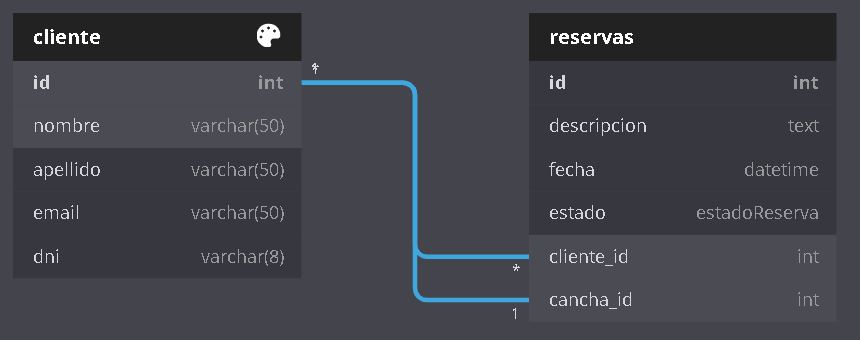 cliente
id int
nombre varchar(50)
apellido varchar(50)
email varchar(50)
dni varchar(8)
*
reservas
id int
descripcion text
fecha datetime
estado estadoReserva
cliente_id int
cancha_id int
*
1